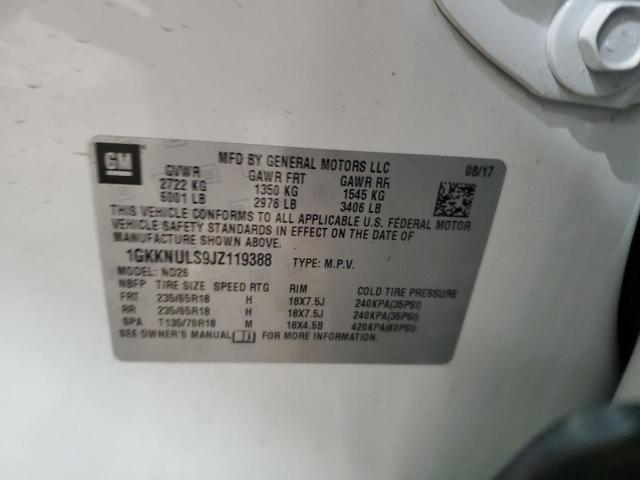 GM
MFD BY GENERAL MOTORS LLC 08/17
GVWR GAWR FRT GAWR RR
2722 KG 1350 KG 1545 KG
6001 LB 2976 LB 3406 LB
THIS VEHICLE CONFORMS TO ALL APPLICABLE U.S. FEDERAL MOTOR
VEHICLE SAFETY STANDARDS IN EFFECT ON THE DATE OF
MANUFACTURE SHOWN ABOVE.
1GKKNULS9JZ119388 TYPE: M.P.V.
MODEL: ND26
NBFP TIRE SIZE SPEED RTG RIM COLD TIRE PRESSURE
FRT 235/65R18 H 18X7.5J 240KPA(35PSI)
RR 235/65R18 H 18X7.5J 240KPA(35PSI)
SPA T135/70R18 M 18X4.5B 420KPA(60PSI)
SEE OWNER'S MANUAL FOR MORE INFORMATION.